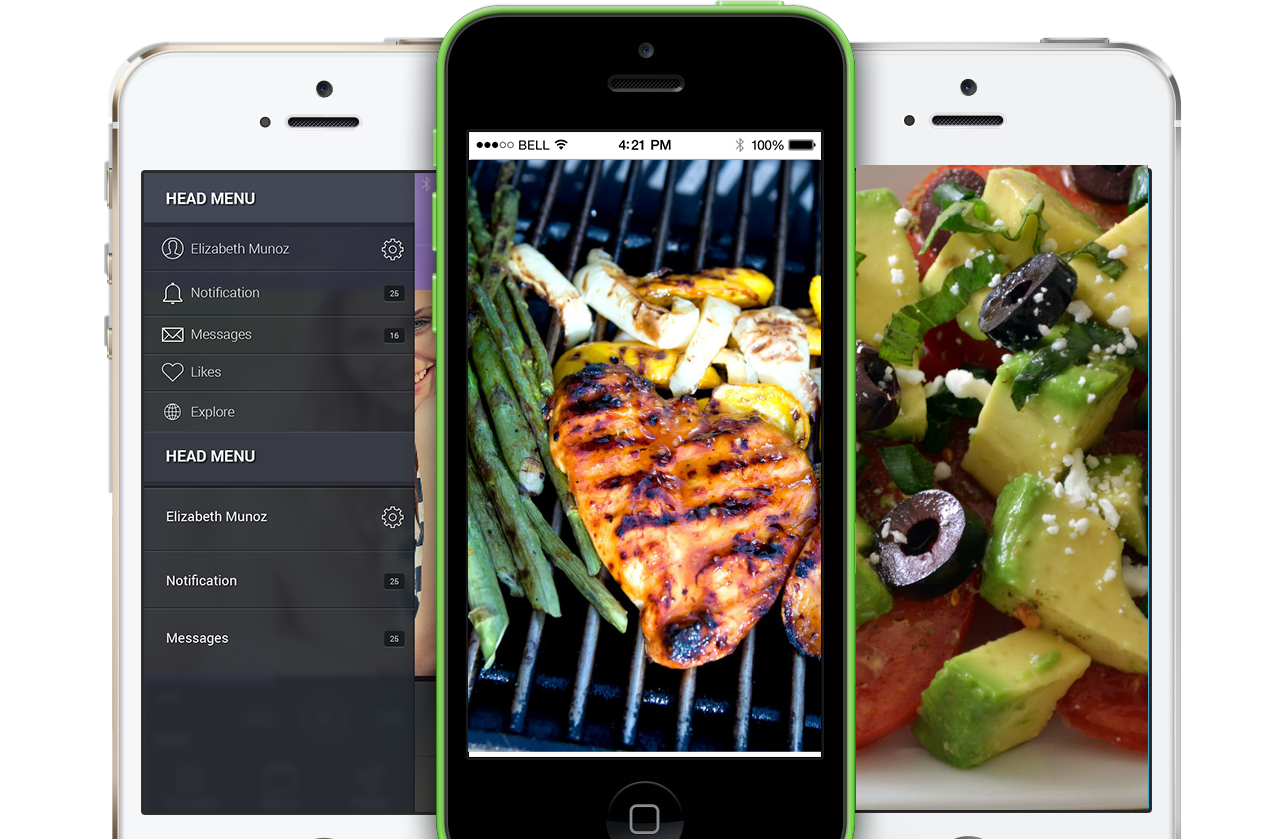 BELL 4:21 PM 100%
HEAD MENU
Elizabeth Munoz
Notification 25
Messages 16
Likes
Explore
HEAD MENU
Elizabeth Munoz
Notification 25
Messages 25